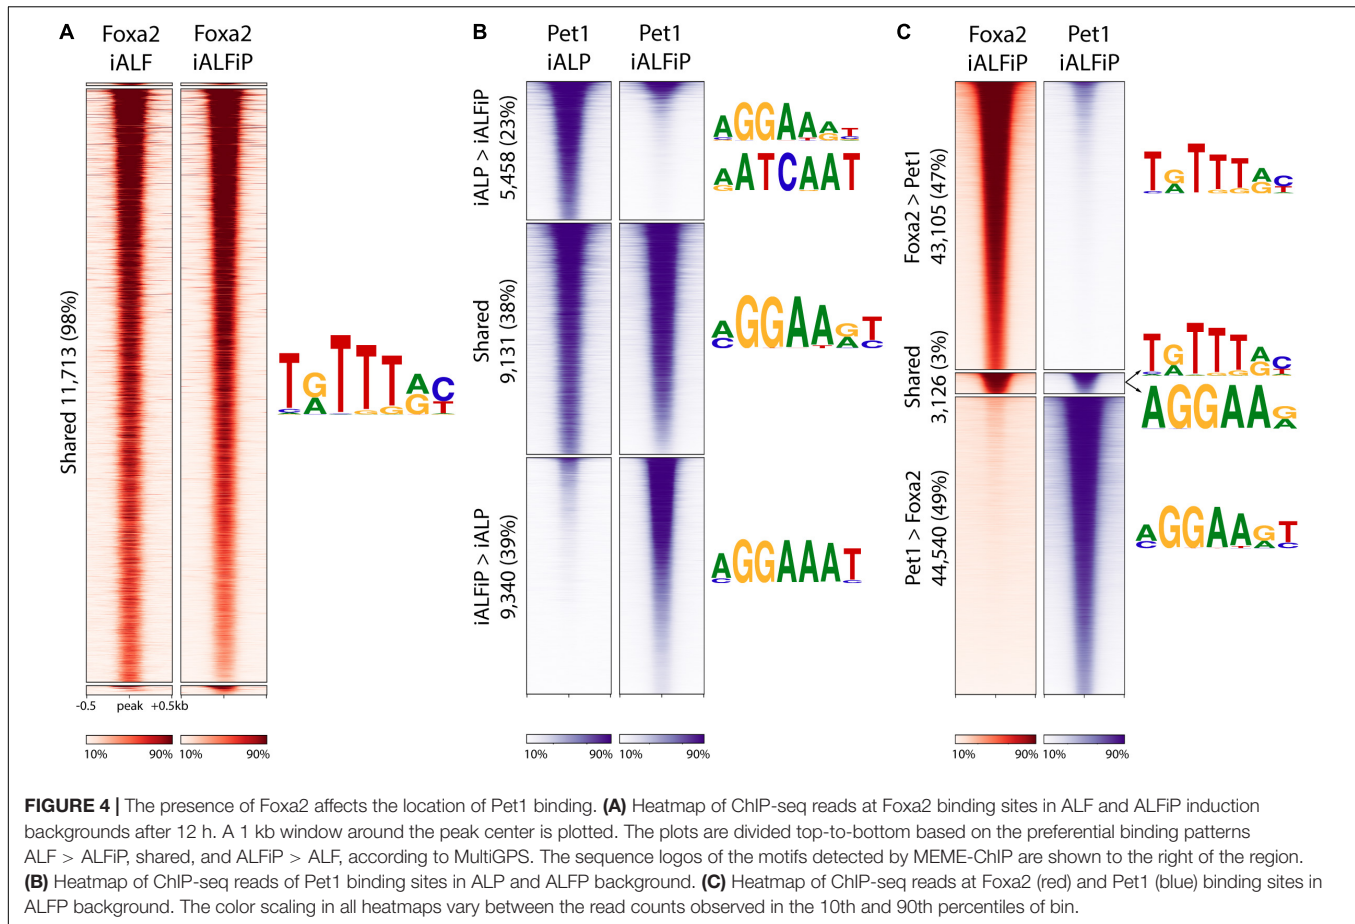 A
Foxa2
iALF
Foxa2
iALFiP
Shared 11,713 (98%)
TGTTTAC
-0.5 peak +0.5kb
10% 90%
10% 90%
B
Pet1
iALP
Pet1
iALFiP
iALP > iALFiP
5,458 (23%)
AGGAAAT
AATCAAT
Shared
9,131 (38%)
AGGAAGT
iALFiP > iALP
9,340 (39%)
AGGAAAT
10% 90%
10% 90%
C
Foxa2
iALFiP
Pet1
iALFiP
Foxa2 > Pet1
43,105 (47%)
TGTTTAC
Shared
3,126 (3%)
TGTTTAC
AGGAAG
Pet1 > Foxa2
44,540 (49%)
AGGAAGT
10% 90%
10% 90%
FIGURE 4 | The presence of Foxa2 affects the location of Pet1 binding. (A) Heatmap of ChIP-seq reads at Foxa2 binding sites in ALF and ALFiP induction
backgrounds after 12 h. A 1 kb window around the peak center is plotted. The plots are divided top-to-bottom based on the preferential binding patterns
ALF > ALFiP, shared, and ALFiP > ALF, according to MultiGPS. The sequence logos of the motifs detected by MEME-ChIP are shown to the right of the region.
(B) Heatmap of ChIP-seq reads of Pet1 binding sites in ALP and ALFP background. (C) Heatmap of ChIP-seq reads at Foxa2 (red) and Pet1 (blue) binding sites in
ALFP background. The color scaling in all heatmaps vary between the read counts observed in the 10th and 90th percentiles of bin.